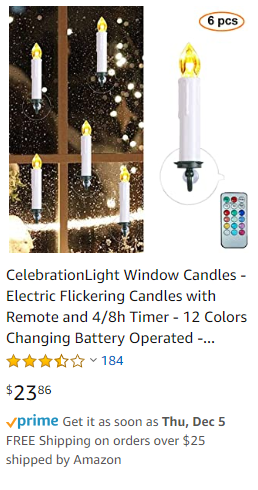 6 pcs
CelebrationLight Window Candles -
Electric Flickering Candles with
Remote and 4/8h Timer - 12 Colors
Changing Battery Operated -...
184
$23.86
prime Get it as soon as Thu, Dec 5
FREE Shipping on orders over $25
shipped by Amazon